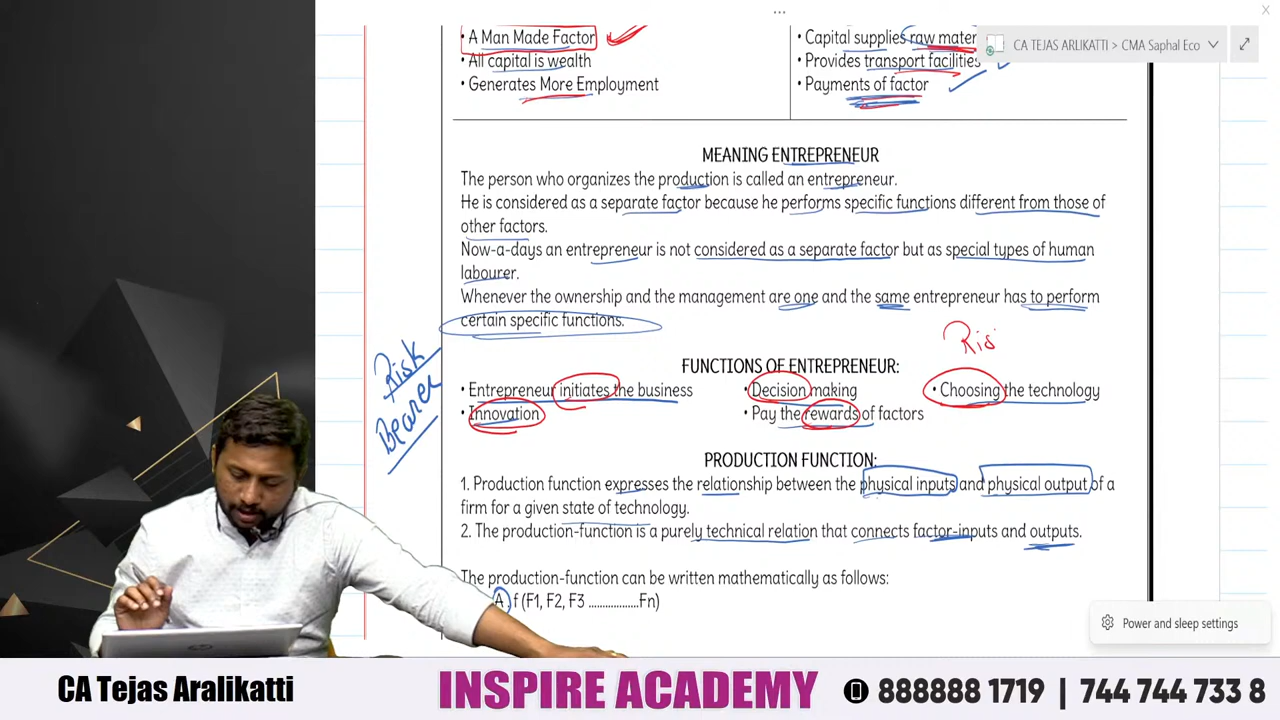 ...
CA TEJAS ARLIKATTI > CMA Saphal Eco
• A Man Made Factor
• Capital supplies raw mater
• All capital is wealth
• Provides transport facilities
• Generates More Employment
• Payments of factor
MEANING ENTREPRENEUR
The person who organizes the production is called an entrepreneur.
He is considered as a separate factor because he performs specific functions different from those of
other factors.
Now-a-days an entrepreneur is not considered as a separate factor but as special types of human
labourer.
Whenever the ownership and the management are one and the same entrepreneur has to perform
certain specific functions.
Ris
Risk
Bearer
FUNCTIONS OF ENTREPRENEUR:
• Entrepreneur initiates the business
• Decision making
• Choosing the technology
• Innovation
• Pay the rewards of factors
PRODUCTION FUNCTION:
1. Production function expresses the relationship between the physical inputs and physical output of a
firm for a given state of technology.
2. The production-function is a purely technical relation that connects factor-inputs and outputs.
The production-function can be written mathematically as follows:
A, f (F1, F2, F3 ..................Fn)
Power and sleep settings
CA Tejas Aralikatti
INSPIRE ACADEMY
888888 1719 | 744 744 733 8